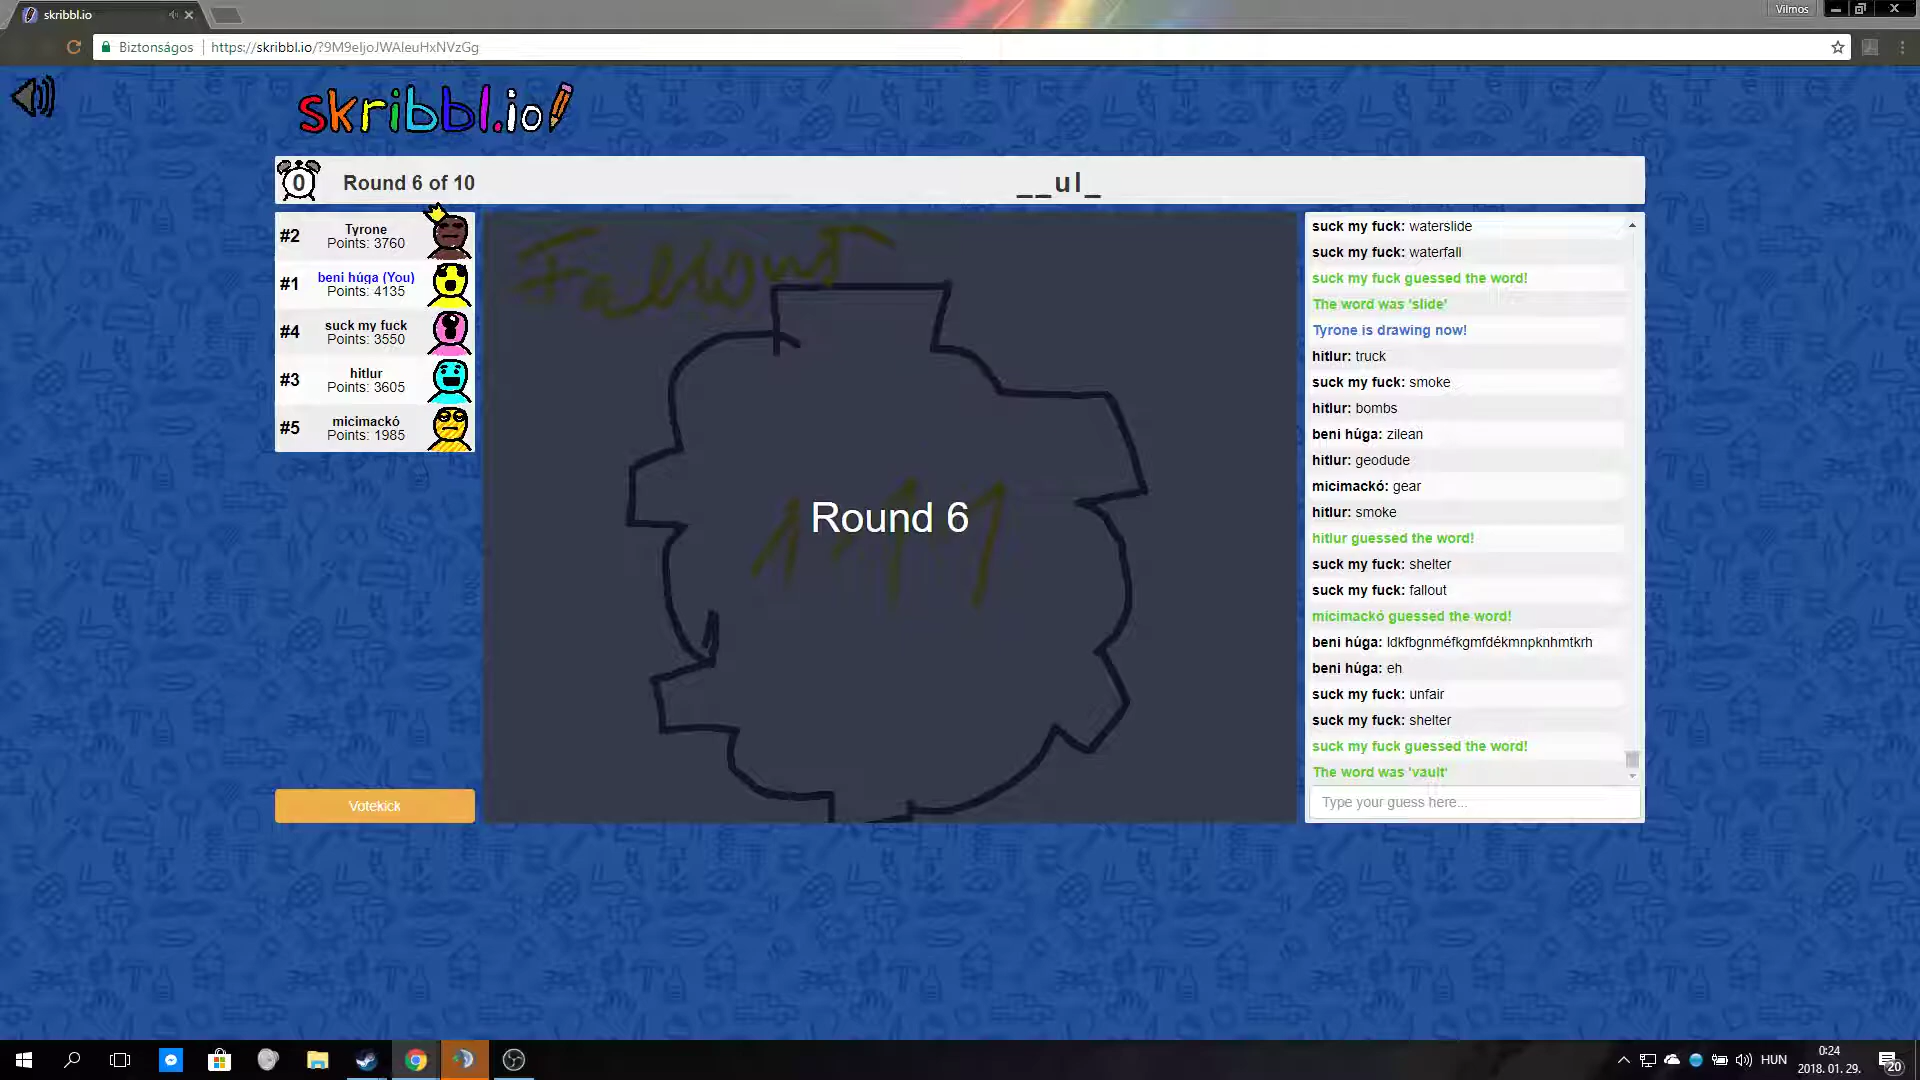 skribbl.io
Vilmos
Biztonságos
https://skribbl.io/?9M9eIjoJWAleuHxNVzGg
skribbl.io
0
Round 6 of 10
__ul_
#2
Tyrone
Points: 3760
#1
beni húga (You)
Points: 4135
#4
suck my fuck
Points: 3550
#3
hitlur
Points: 3605
#5
micimackó
Points: 1985
Votekick
Fallout
Round 6
111
suck my fuck: waterslide
suck my fuck: waterfall
suck my fuck guessed the word!
The word was 'slide'
Tyrone is drawing now!
hitlur: truck
suck my fuck: smoke
hitlur: bombs
beni húga: zilean
hitlur: geodude
micimackó: gear
hitlur: smoke
hitlur guessed the word!
suck my fuck: shelter
suck my fuck: fallout
micimackó guessed the word!
beni húga: ldkfbgnméfkgmfdékmnpknhmtkrh
beni húga: eh
suck my fuck: unfair
suck my fuck: shelter
suck my fuck guessed the word!
The word was 'vault'
Type your guess here...
HUN
0:24
2018. 01. 29.
20